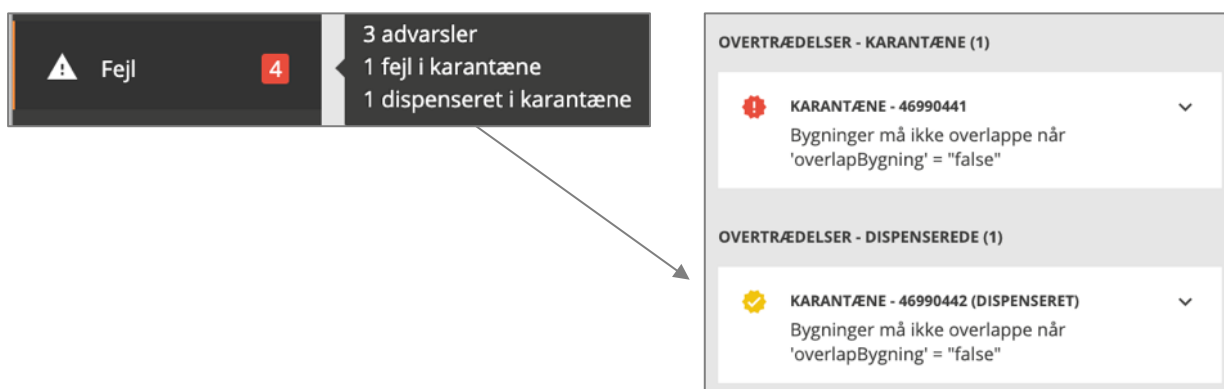 Fejl
4
3 advarsler
1 fejl i karantæne
1 dispenseret i karantæne
OVERTRÆDELSER - KARANTÆNE (1)
KARANTÆNE - 46990441
Bygninger må ikke overlappe når
'overlapBygning' = "false"
OVERTRÆDELSER - DISPENSEREDE (1)
KARANTÆNE - 46990442 (DISPENSERET)
Bygninger må ikke overlappe når
'overlapBygning' = "false"